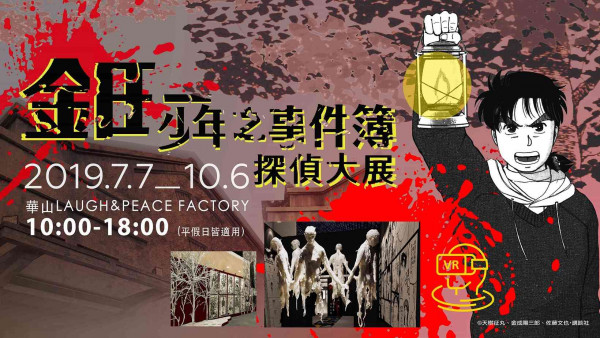 金田一少年之事件簿
探偵大展
2019.7.7__10.6
華山LAUGH&PEACE FACTORY
10:00-18:00 (平假日皆適用)
VR
©天樹征丸・金成陽三郎・佐藤文也/講談社